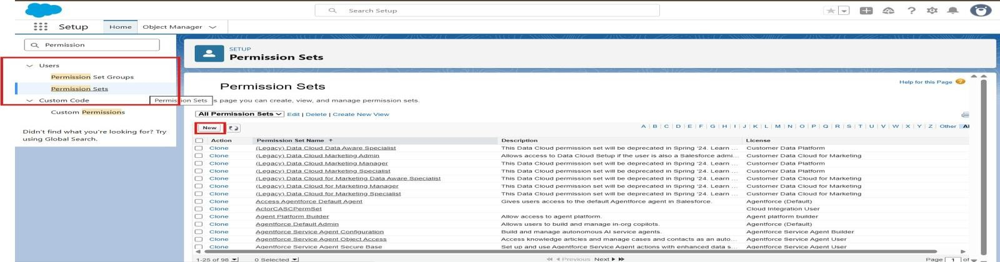 Search Setup
Setup Home Object Manager
Permission
Users
Permission Set Groups
Permission Sets
Custom Code
Permission Sets
Custom Permissions
Didn't find what you're looking for? Try
using Global Search.
SETUP
Permission Sets
Permission Sets
Help for this Page ?
s page you can create, view, and manage permission sets.
All Permission Sets Edit | Delete | Create New View
New
A | B | C | D | E | F | G | H | I | J | K | L | M | N | O | P | Q | R | S | T | U | V | W | X | Y | Z | Other
Action Permission Set Name ↑ Description License
Clone (Legacy) Data Cloud Data Aware Specialist This Data Cloud permission set will be deprecated in Spring '24. Learn ... Customer Data Platform
Clone (Legacy) Data Cloud Marketing Admin Allows access to Data Cloud Setup if the user is also a Salesforce admi... Customer Data Cloud for Marketing
Clone (Legacy) Data Cloud Marketing Manager This Data Cloud permission set will be deprecated in Spring '24. Learn ... Customer Data Platform
Clone (Legacy) Data Cloud Marketing Specialist This Data Cloud permission set will be deprecated in Spring '24. Learn ... Customer Data Platform
Clone (Legacy) Data Cloud for Marketing Data Aware Specialist This Data Cloud permission set will be deprecated in Spring '24. Learn ... Customer Data Cloud for Marketing
Clone (Legacy) Data Cloud for Marketing Manager This Data Cloud permission set will be deprecated in Spring '24. Learn ... Customer Data Cloud for Marketing
Clone (Legacy) Data Cloud for Marketing Specialist This Data Cloud permission set will be deprecated in Spring '24. Learn ... Customer Data Cloud for Marketing
Clone Access Agentforce Default Agent Gives users access to the default Agentforce agent in Salesforce. Agentforce (Default)
Clone ActorCASCPermSet Cloud Integration User
Clone Agent Platform Builder Allow access to agent platform. Agent platform builder
Clone Agentforce Default Admin Allows users to build and manage in-org copilots. Agentforce (Default)
Clone Agentforce Service Agent Configuration Build and manage autonomous AI service agents. Agentforce Service Agent Builder
Clone Agentforce Service Agent Object Access Access knowledge articles and manage cases and contacts as an auto... Agentforce Service Agent User
Clone Agentforce Service Agent Secure Base Set up and use Agentforce Service Agent actions with enhanced data s... Agentforce Service Agent User
1-25 of 98 0 Selected Previous Next Page 1 of